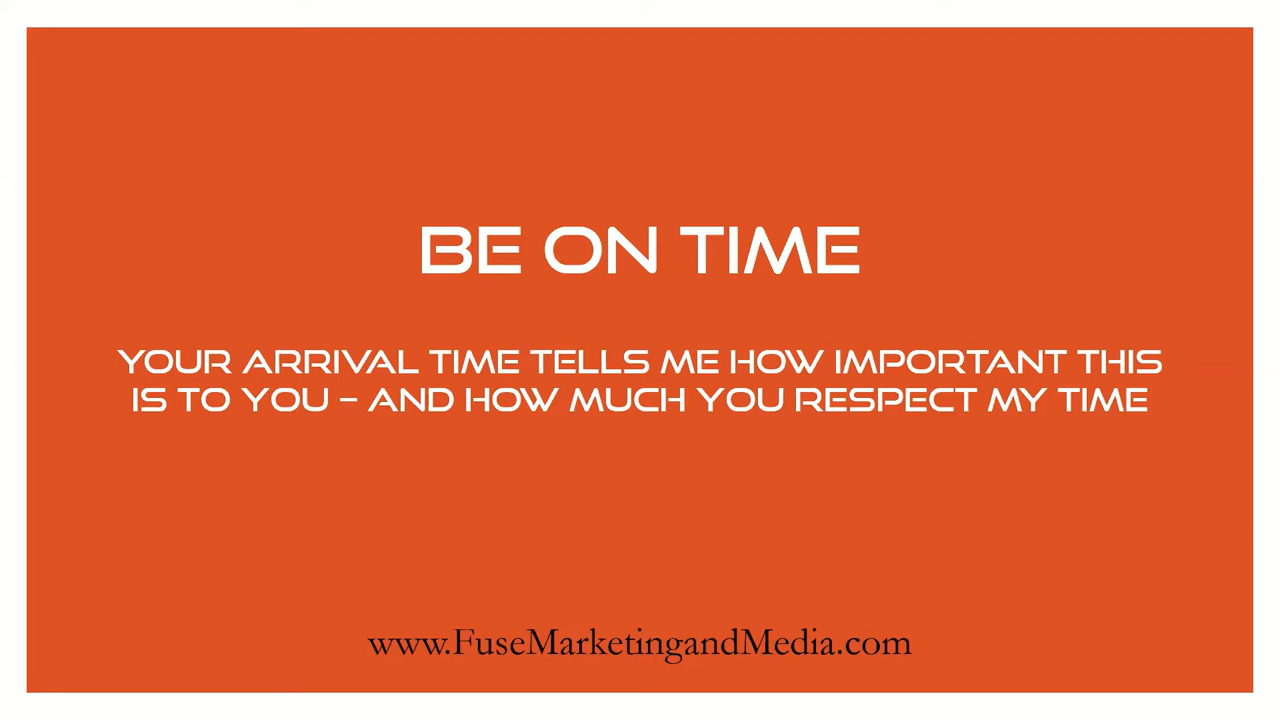 BE ON TIME
YOUR ARRIVAL TIME TELLS ME HOW IMPORTANT THIS
IS TO YOU – AND HOW MUCH YOU RESPECT MY TIME
www.FuseMarketingandMedia.com